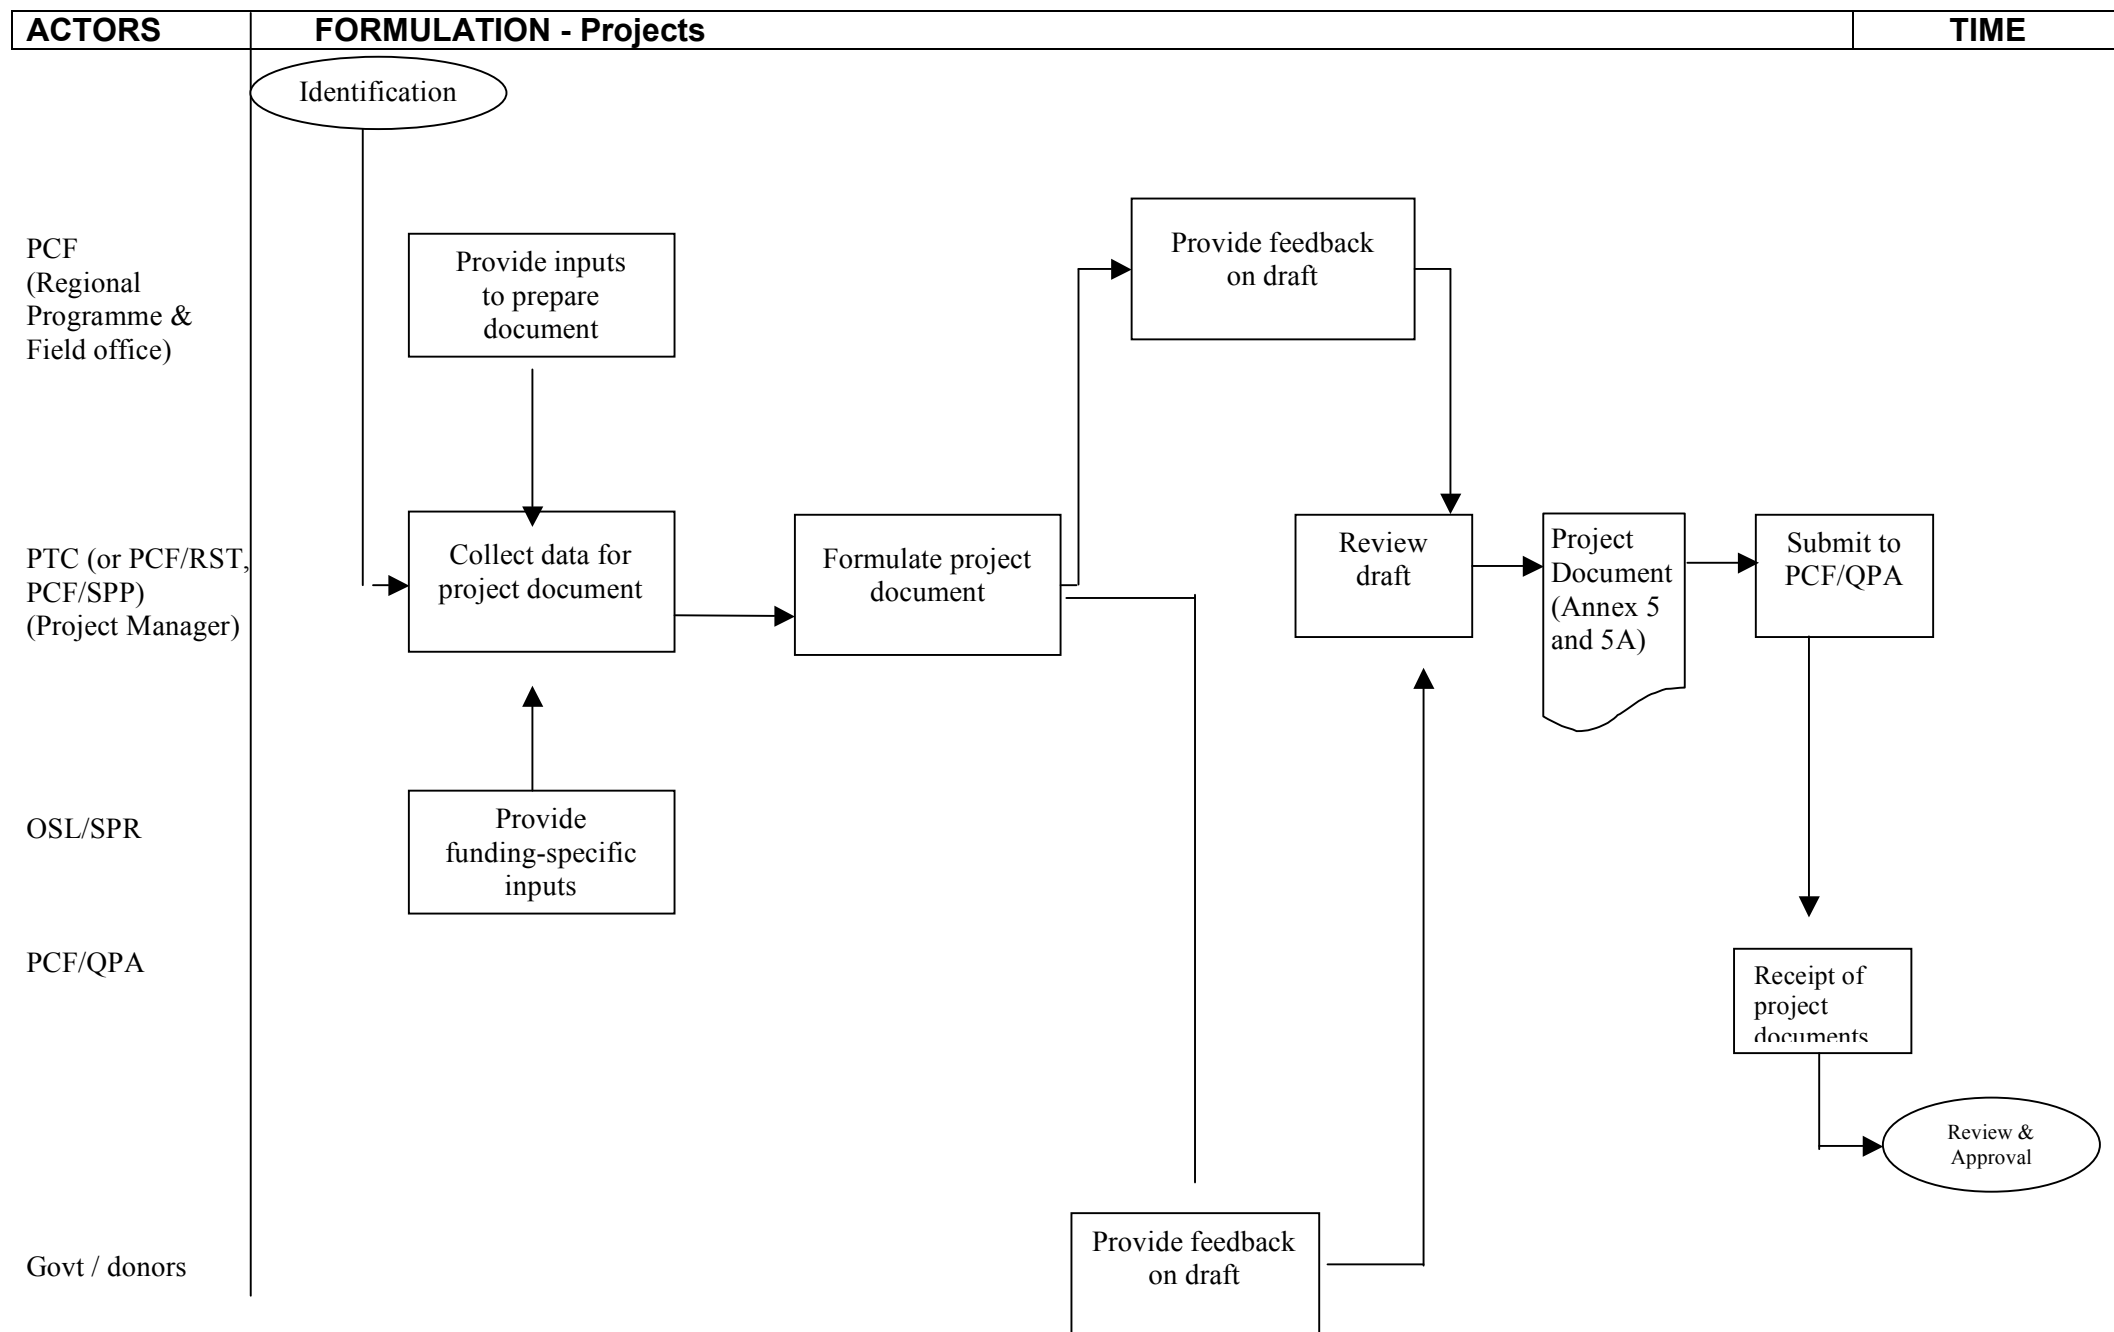 ACTORS
FORMULATION - Projects
TIME
Identification
PCF
(Regional
Programme &
Field office)
Provide inputs
to prepare
document
Provide feedback
on draft
PTC (or PCF/RST,
PCF/SPP)
(Project Manager)
Collect data for
project document
Formulate project
document
Review
draft
Project
Document
(Annex 5
and 5A)
Submit to
PCF/QPA
OSL/SPR
Provide
funding-specific
inputs
PCF/QPA
Receipt of
project
documents
Review &
Approval
Govt / donors
Provide feedback
on draft